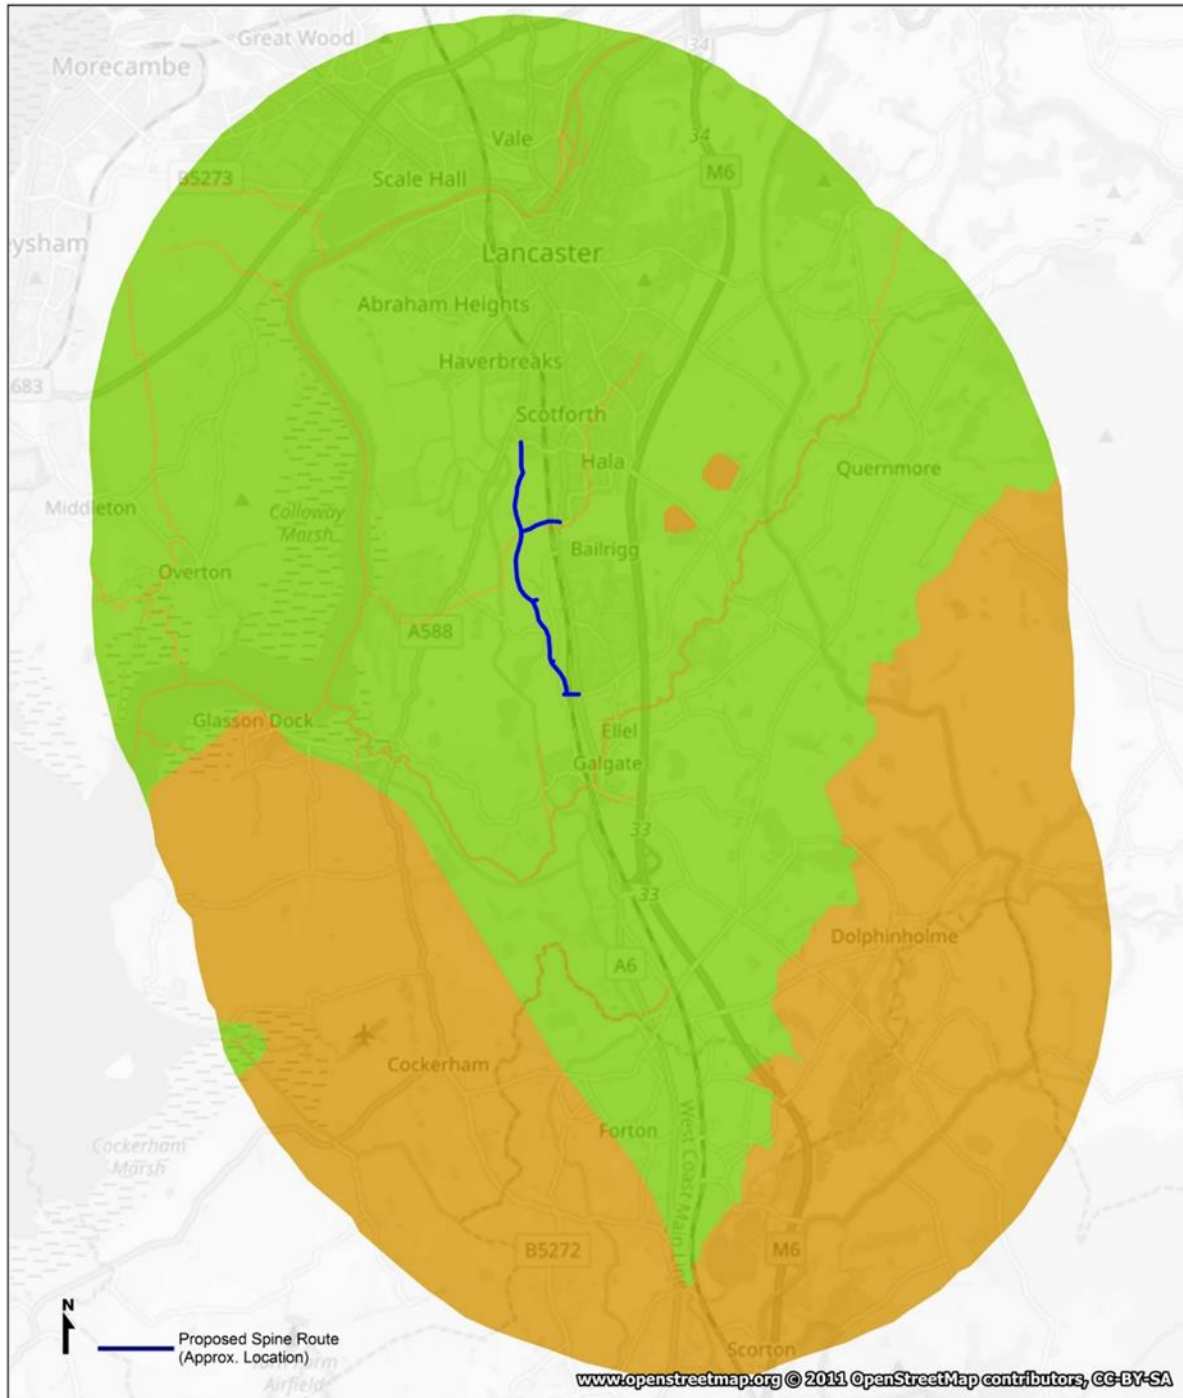 Great Wood
Morecambe
34
Vale
34
B5273
Scale Hall
M6
Lancaster
ysham
Abraham Heights
Haverbreaks
683
Scotforth
Hala
Quernmore
Middleton
Colloway
Marsh
Bailrigg
Overton
A588
Glasson Dock
Ellel
Galgate
33
33
Dolphinholme
A6
Cockerham
Forton
West Coast Main Line
Cockerham
Marsh
B5272
M6
N
Proposed Spine Route
(Approx. Location)
Scorton
Airfield
www.openstreetmap.org © 2011 OpenStreetMap contributors, CC-BY-SA